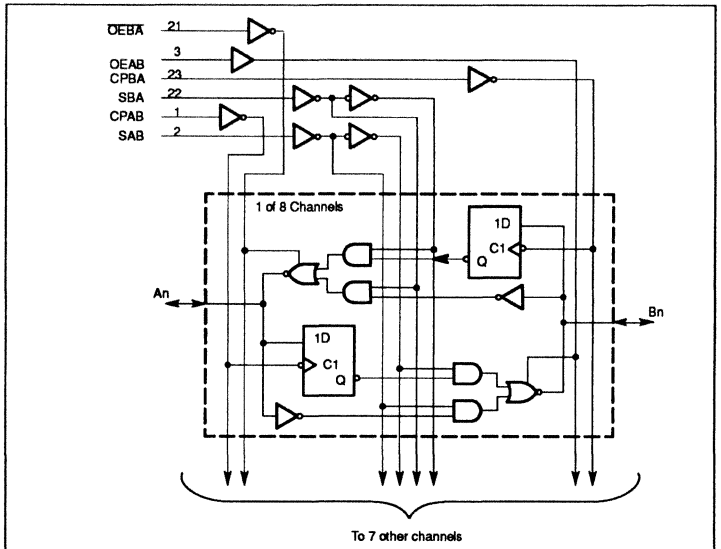 O̅E̅B̅A̅ 21
OEAB 3
CPBA 23
SBA 22
CPAB 1
SAB 2
1 of 8 Channels
1D
C1
Q
An
Bn
1D
C1
Q
To 7 other channels